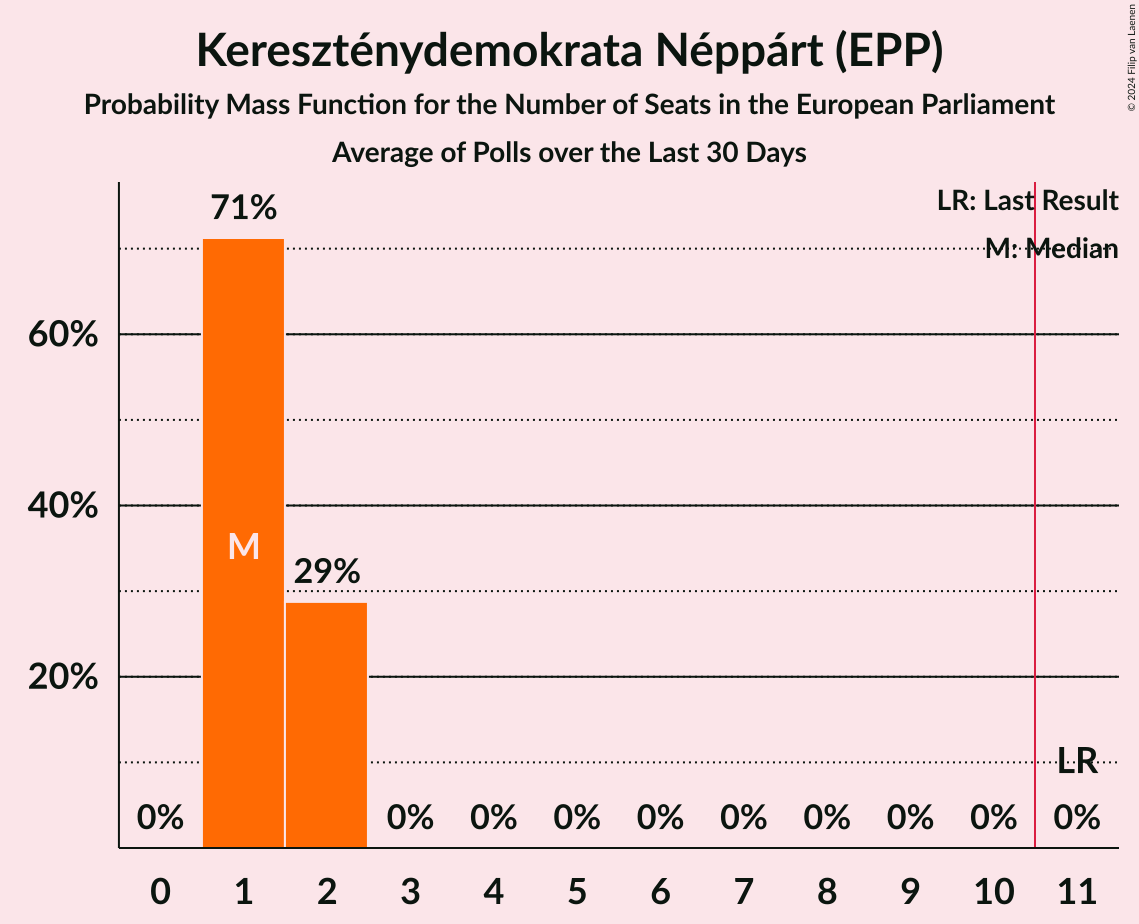 Kereszténydemokrata Néppárt (EPP)
Probability Mass Function for the Number of Seats in the European Parliament
Average of Polls over the Last 30 Days
© 2024 Filip van Laenen
LR: Last Result
M: Median
71%
60%
40%
M
29%
20%
LR
0% 0% 0% 0% 0% 0% 0% 0% 0% 0%
0 1 2 3 4 5 6 7 8 9 10 11